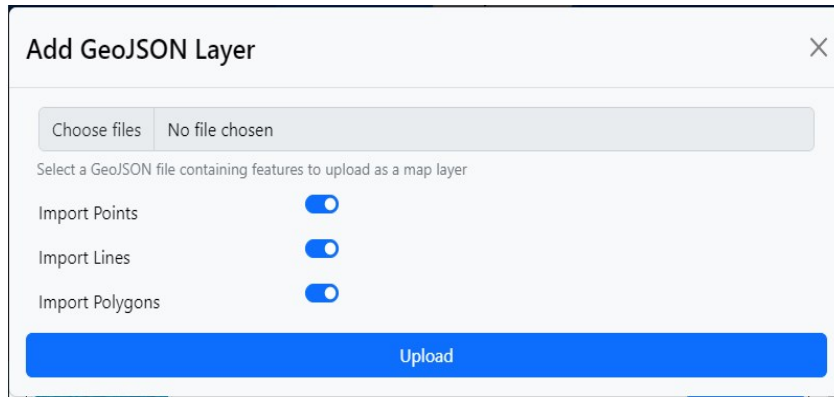 Add GeoJSON Layer
Choose files No file chosen
Select a GeoJSON file containing features to upload as a map layer
Import Points
Import Lines
Import Polygons
Upload